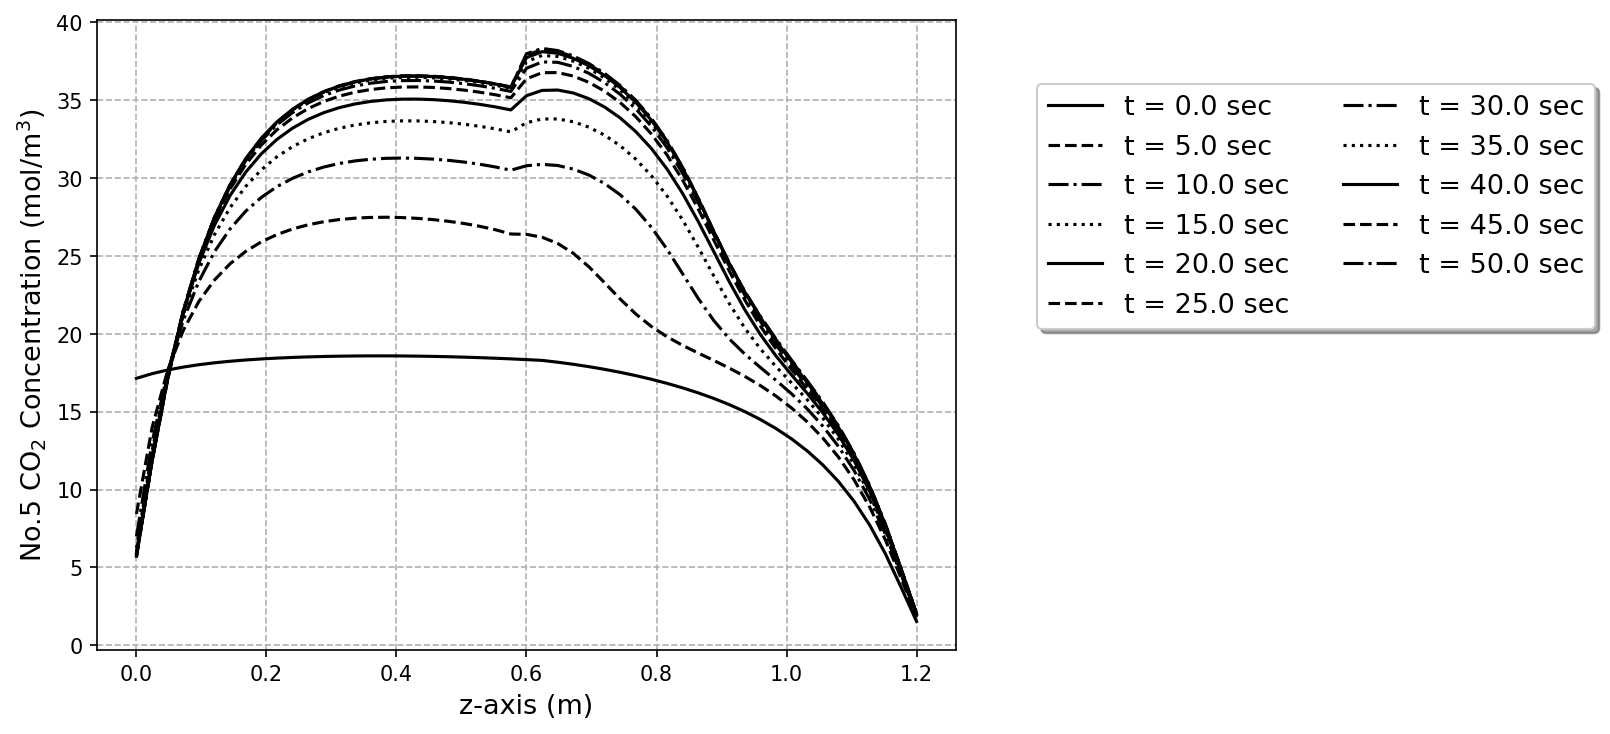 No.5 CO₂ Concentration (mol/m³)
40
35
30
25
20
15
10
5
0
0.0 0.2 0.4 0.6 0.8 1.0 1.2
z-axis (m)
t = 0.0 sec
t = 5.0 sec
t = 10.0 sec
t = 15.0 sec
t = 20.0 sec
t = 25.0 sec
t = 30.0 sec
t = 35.0 sec
t = 40.0 sec
t = 45.0 sec
t = 50.0 sec